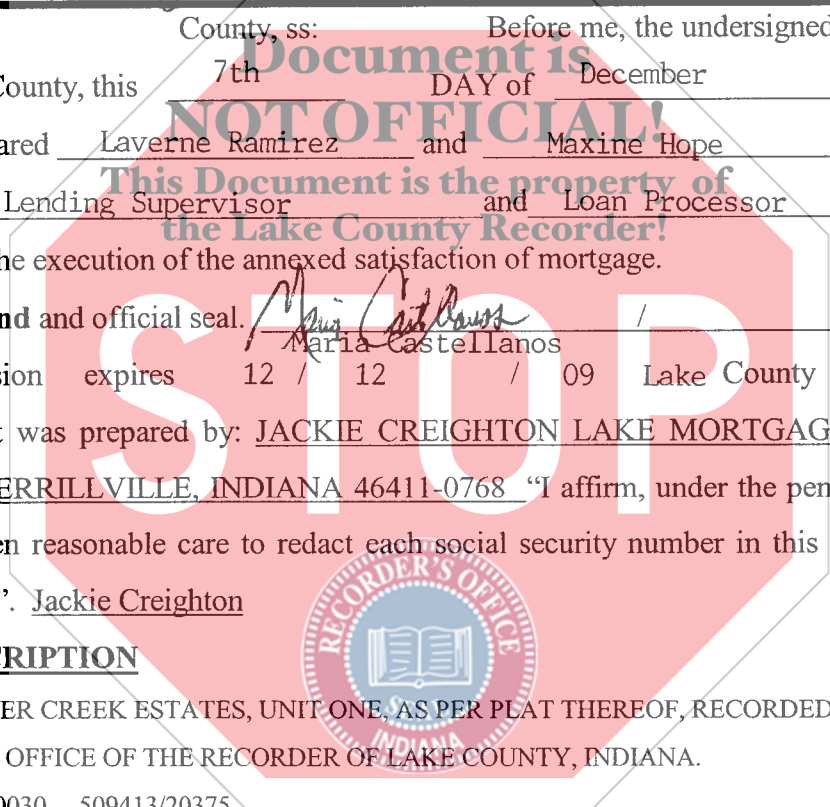 County, ss: Before me, the undersigned
Document is
County, this 7th DAY of December
NOT OFFICIAL!
ared Laverne Ramirez and Maxine Hope
This Document is the property of
Lending Supervisor and Loan Processor
the Lake County Recorder!
he execution of the annexed satisfaction of mortgage.
nd and official seal. /
Maria Castellanos
sion expires 12 / 12 / 09 Lake County
STOP
t was prepared by: JACKIE CREIGHTON LAKE MORTGAG
ERRILLVILLE, INDIANA 46411-0768 “I affirm, under the pen
en reasonable care to redact each social security number in this
”. Jackie Creighton
RECORDER'S OFFICE
RIPTION
SEAL
ER CREEK ESTATES, UNIT ONE, AS PER PLAT THEREOF, RECORDED
INDIANA
OFFICE OF THE RECORDER OF LAKE COUNTY, INDIANA.
0030 509413/20375